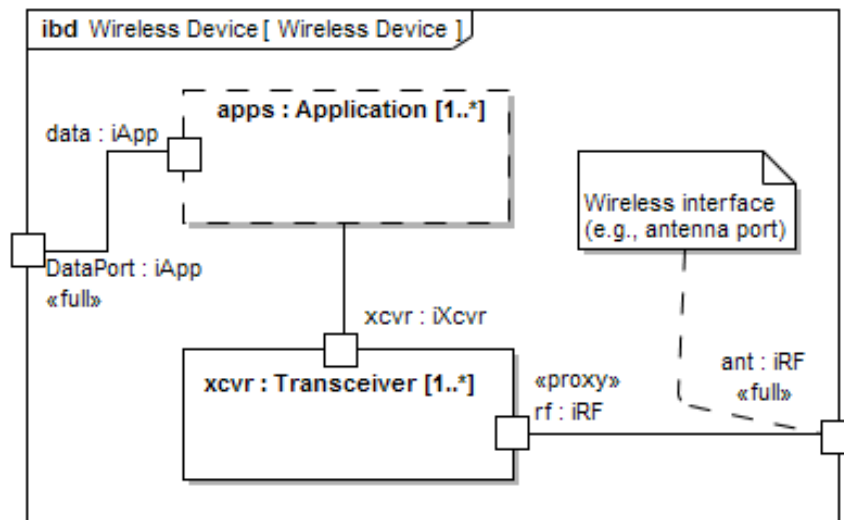 ibd Wireless Device [ Wireless Device ]
apps : Application [1..*]
data : iApp
Wireless interface
(e.g., antenna port)
DataPort : iApp
«full»
xcvr : iXcvr
xcvr : Transceiver [1..*]
«proxy»
rf : iRF
ant : iRF
«full»